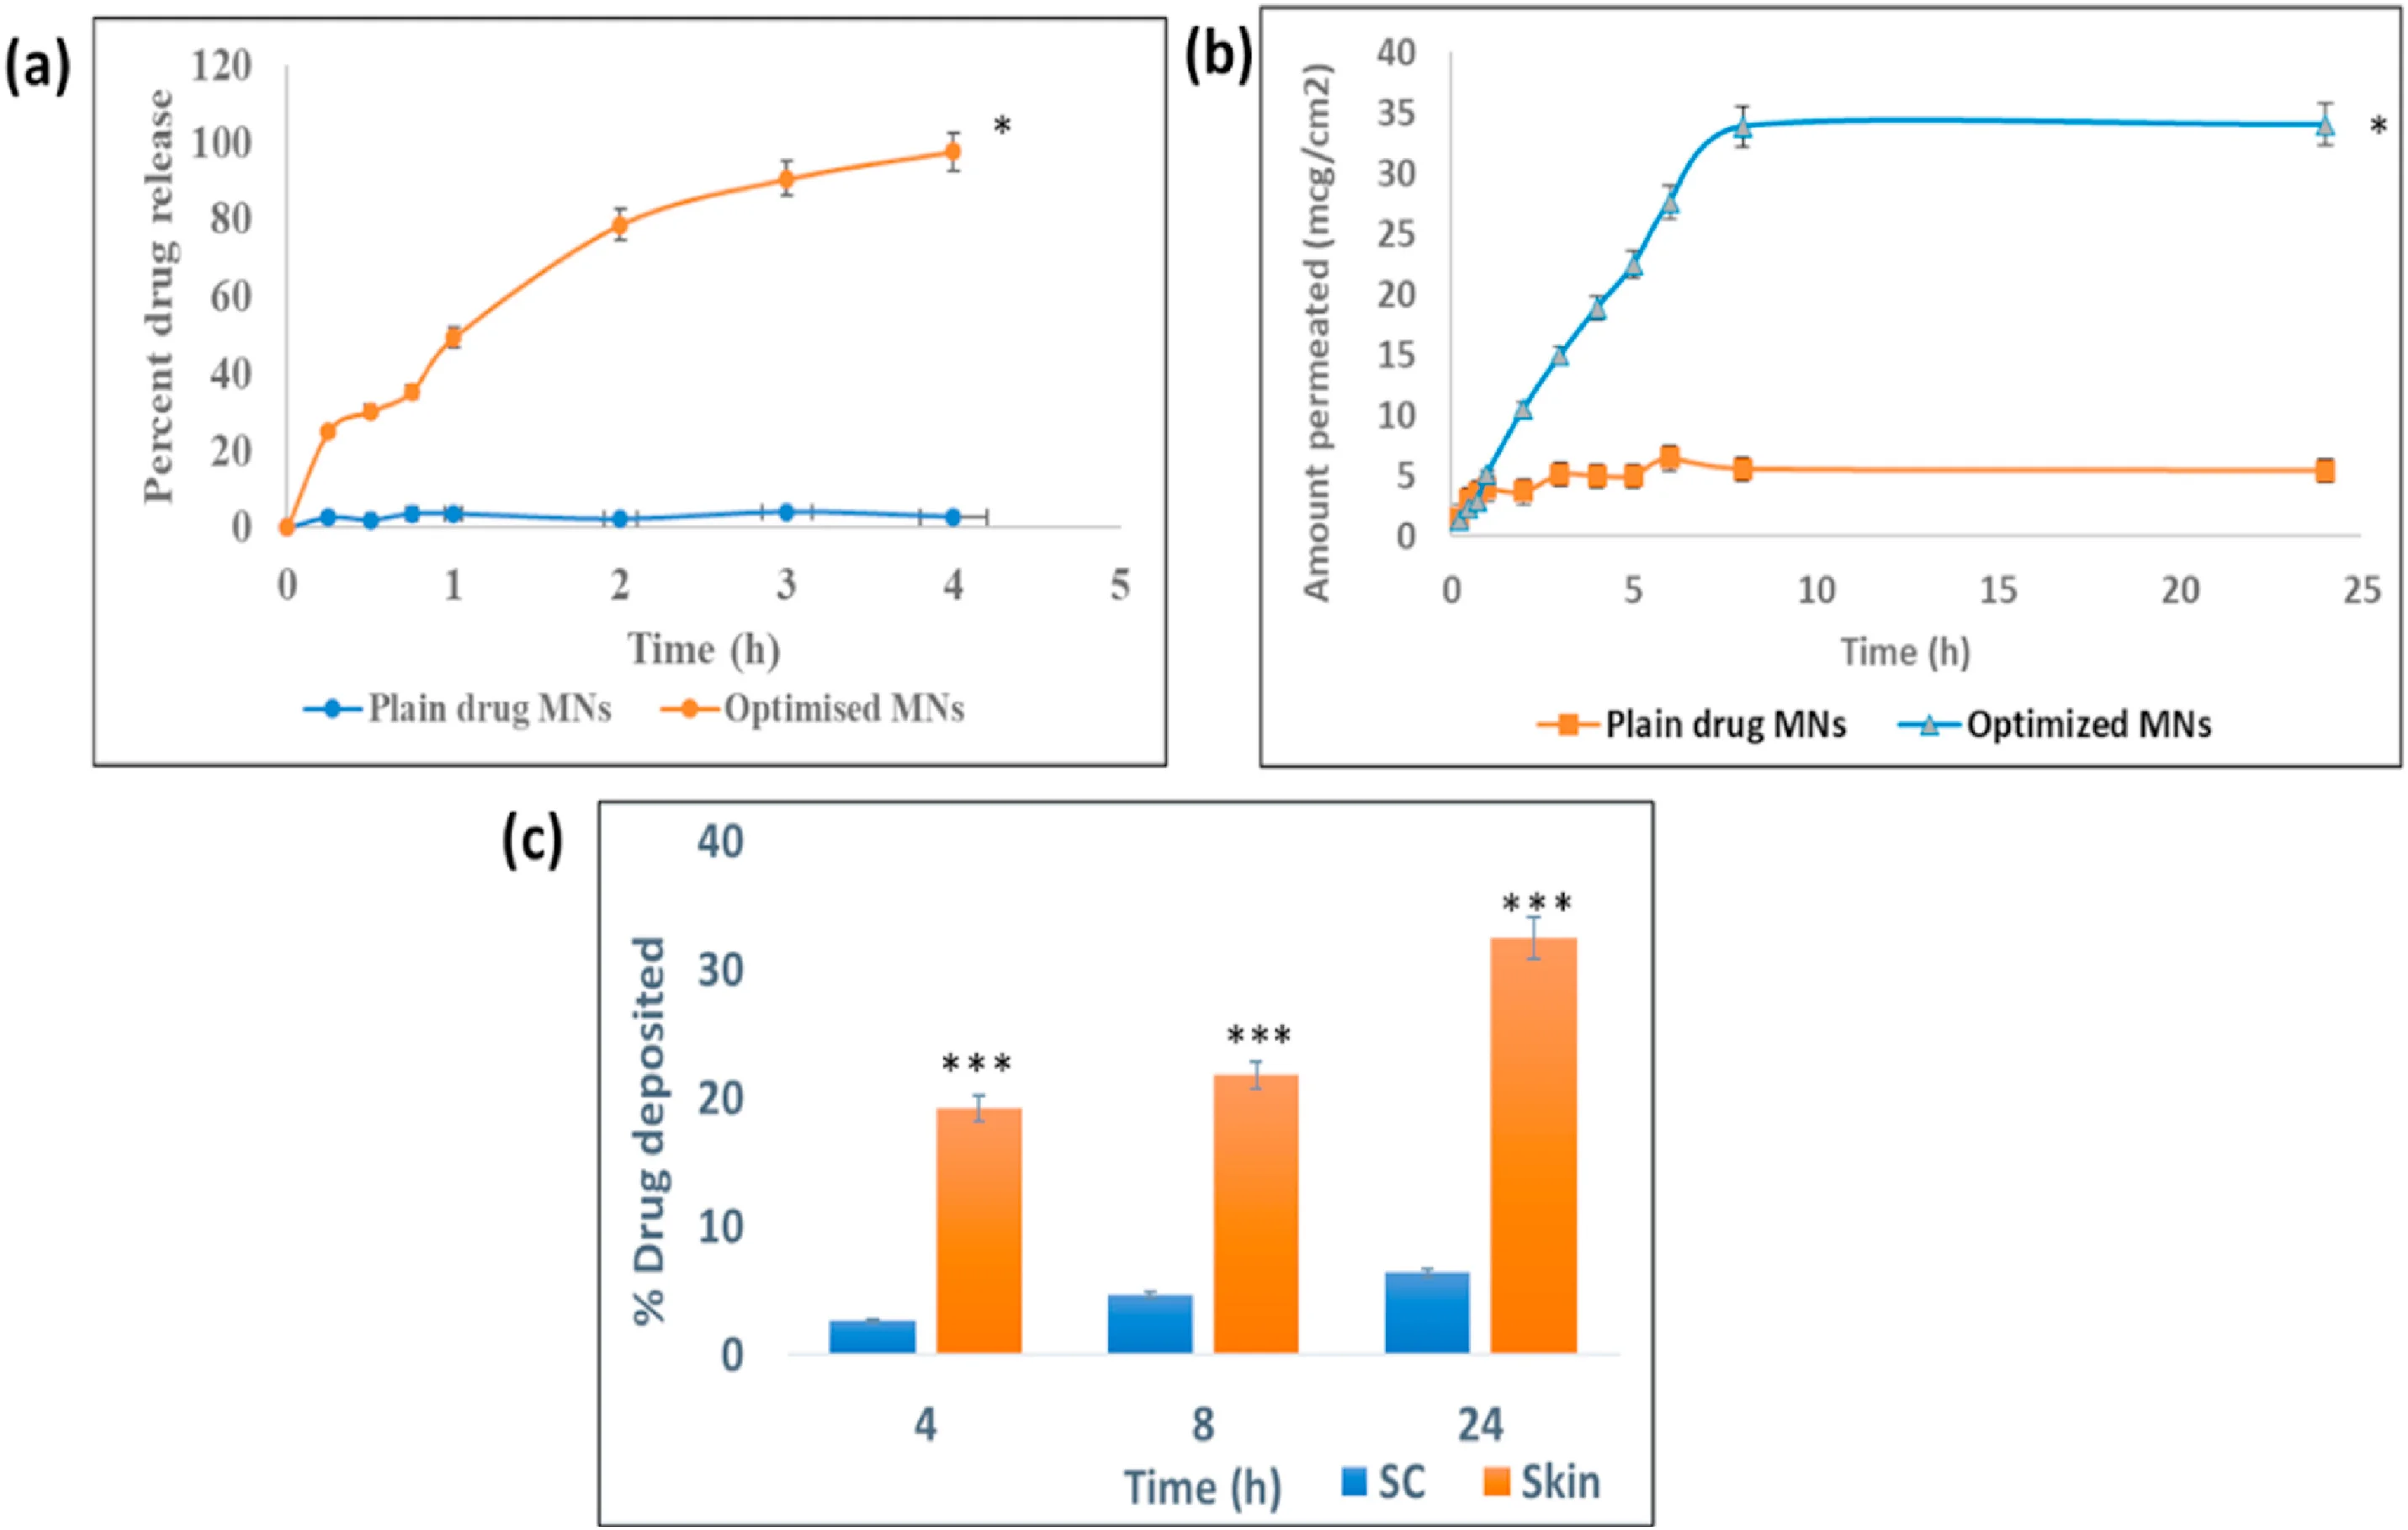 (a)
120
100
80
60
40
20
0
Percent drug release
*
0 1 2 3 4 5
Time (h)
Plain drug MNs Optimised MNs
(b)
40
35
30
25
20
15
10
5
0
Amount permeated (mcg/cm2)
*
0 5 10 15 20 25
Time (h)
Plain drug MNs Optimized MNs
(c)
40
30
20
10
0
% Drug deposited
***
***
***
4 8 24
Time (h) SC Skin